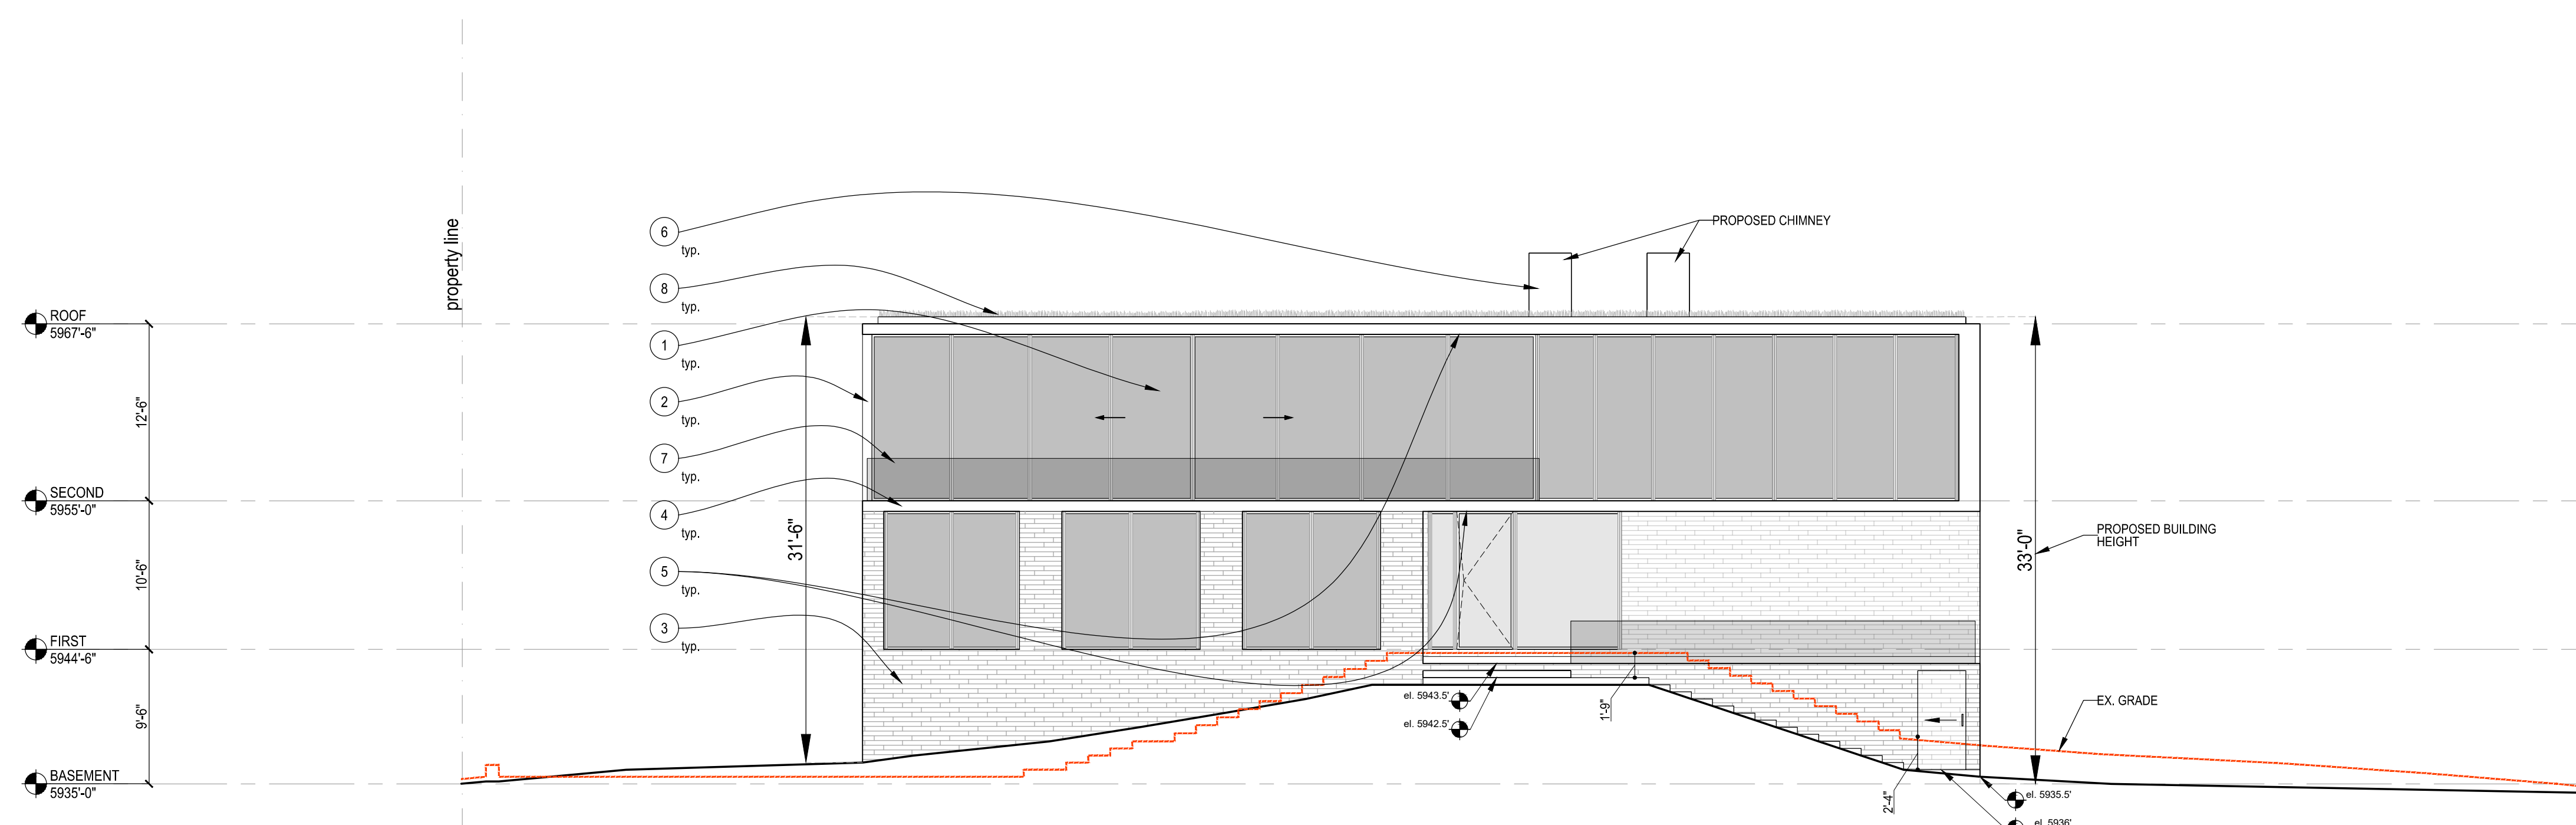 property line
6
typ.
PROPOSED CHIMNEY
8
typ.
ROOF
5967'-6"
1
typ.
2
typ.
12'-6"
7
typ.
SECOND
5955'-0"
4
typ.
31'-6"
PROPOSED BUILDING
HEIGHT
33'-0"
5
typ.
10'-6"
3
typ.
FIRST
5944'-6"
el. 5943.5'
1'-9"
EX. GRADE
9'-6"
el. 5942.5'
BASEMENT
5935'-0"
2'-4"
el. 5935.5'
el. 5936'